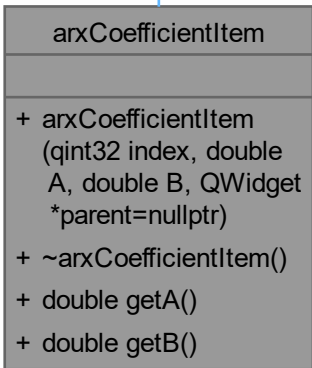 arxCoefficientItem
+ arxCoefficientItem
(qint32 index, double
A, double B, QWidget
*parent=nullptr)
+ ~arxCoefficientItem()
+ double getA()
+ double getB()